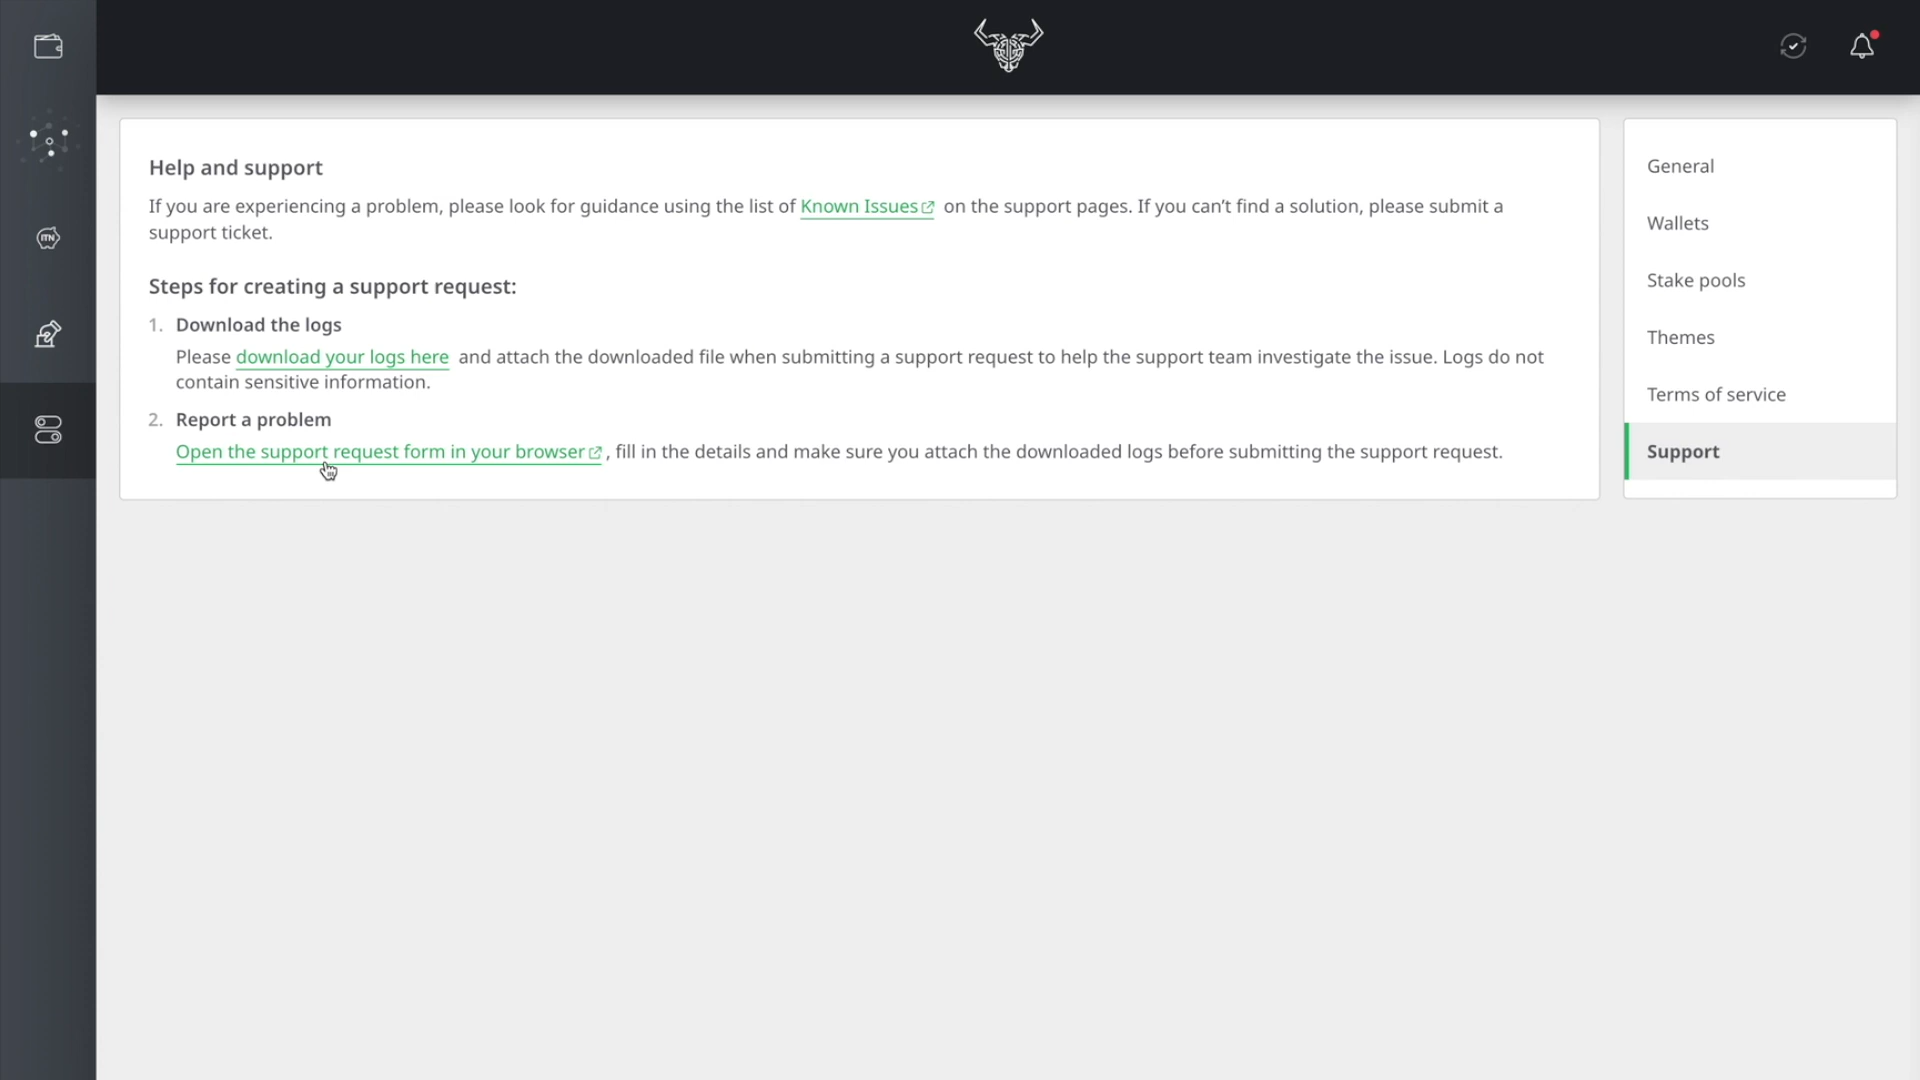 Help and support
If you are experiencing a problem, please look for guidance using the list of Known Issues on the support pages. If you can’t find a solution, please submit a
support ticket.
Steps for creating a support request:
1. Download the logs
Please download your logs here and attach the downloaded file when submitting a support request to help the support team investigate the issue. Logs do not
contain sensitive information.
2. Report a problem
Open the support request form in your browser , fill in the details and make sure you attach the downloaded logs before submitting the support request.
General
Wallets
Stake pools
Themes
Terms of service
Support
ITN